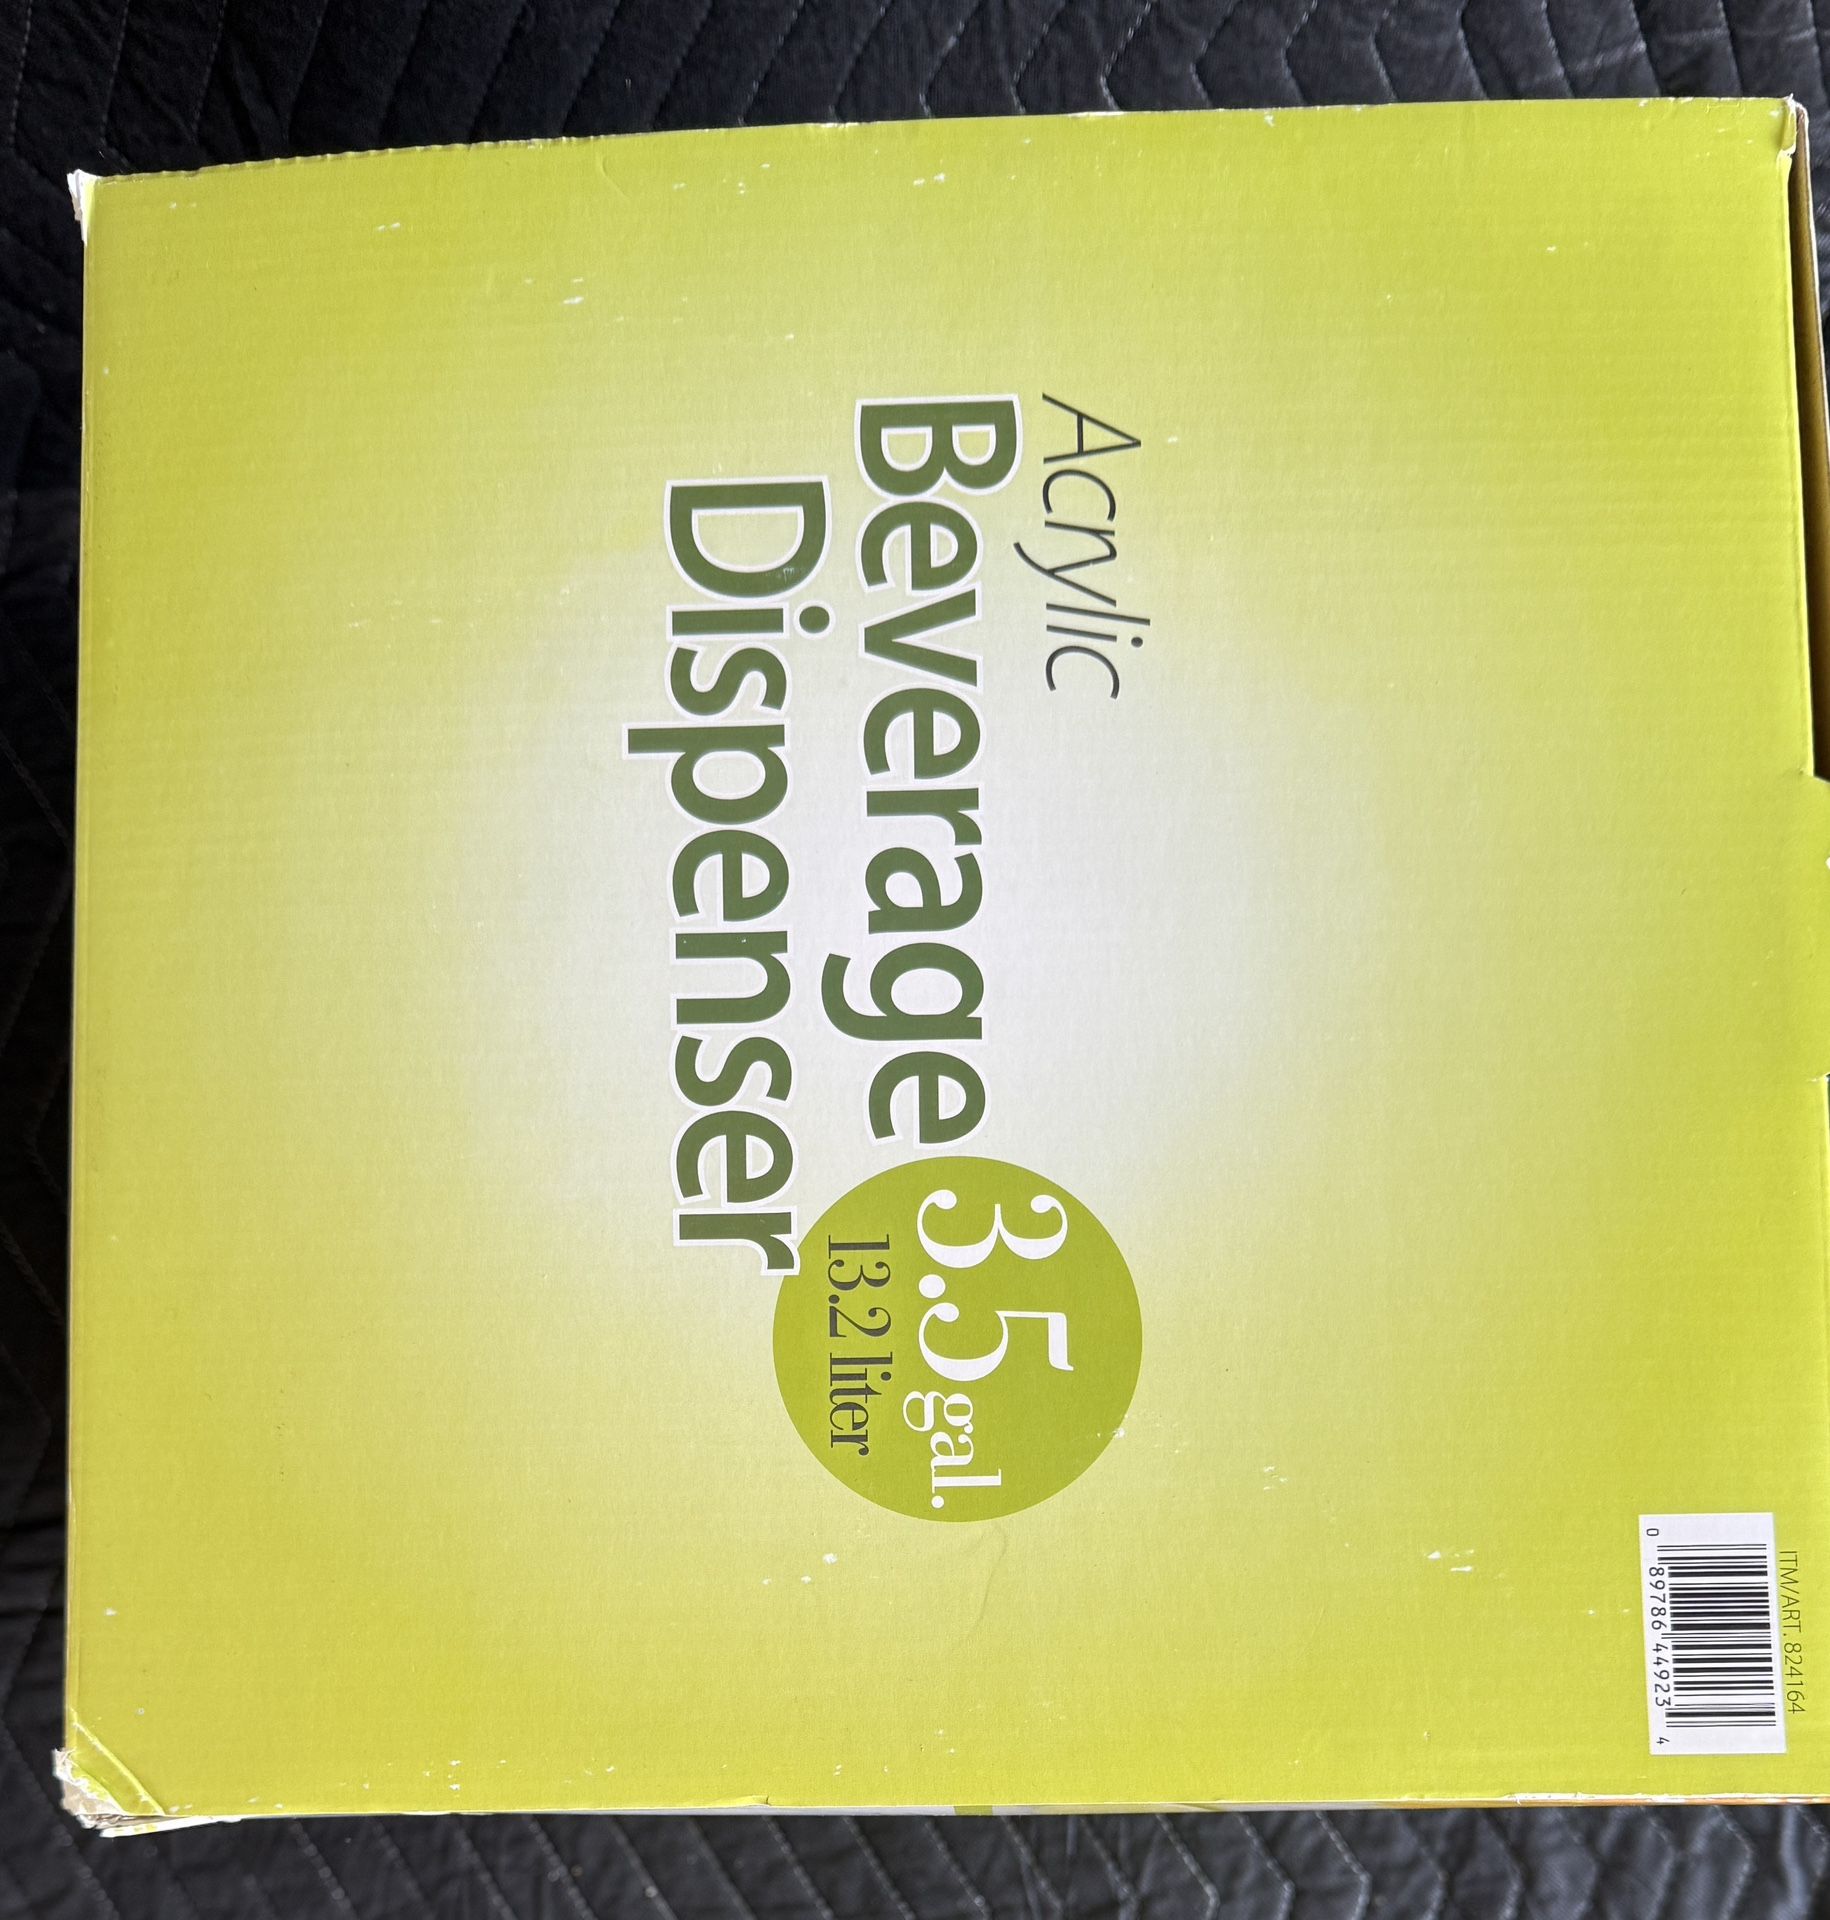 Acrylic
Beverage
Dispenser
3.5 gal.
13.2 liter
ITM/ART. 824164
0 89786 44923 4